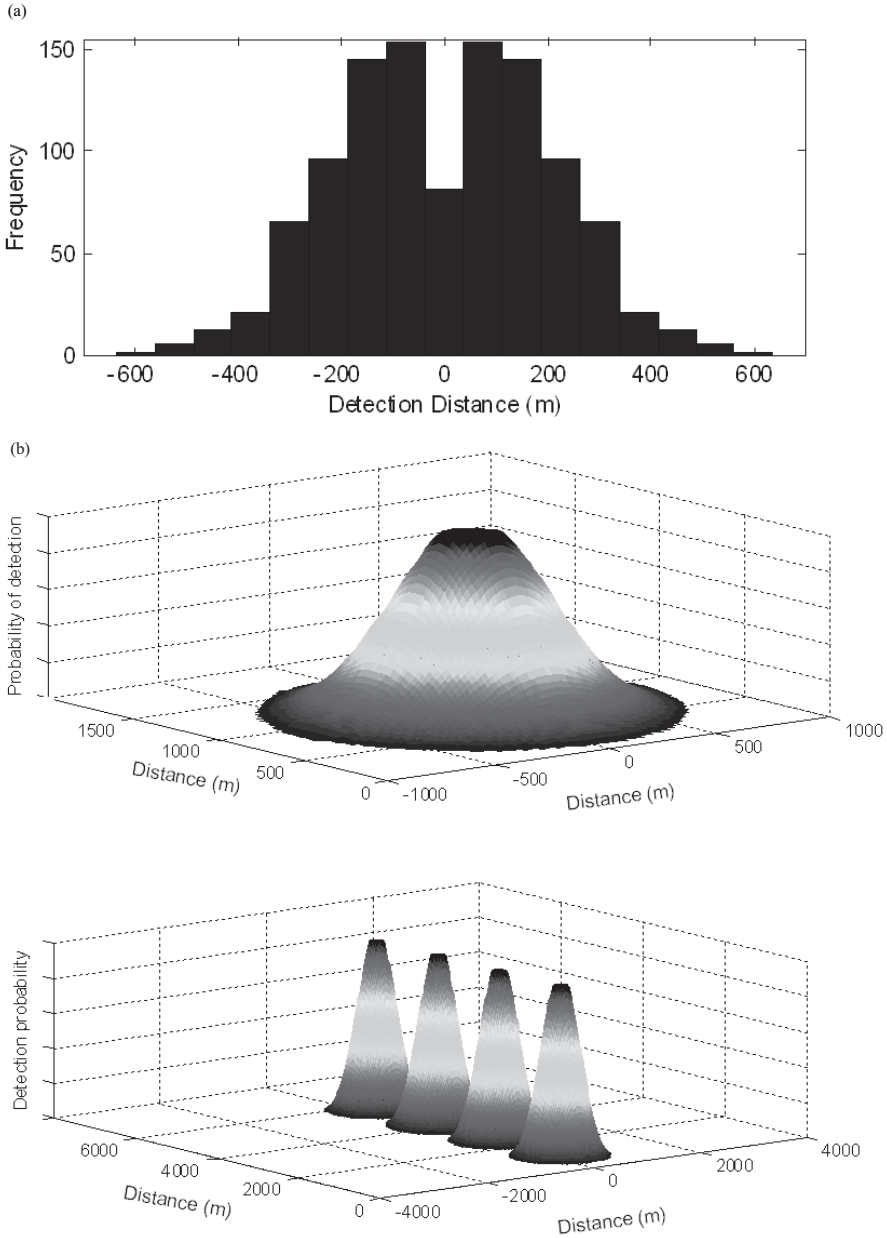 (a)
150
100
50
0
Frequency
-600 -400 -200 0 200 400 600
Detection Distance (m)
(b)
Probability of detection
1500
1000
500
0
Distance (m)
-1000
-500
0
500
1000
Distance (m)
Detection probability
6000
4000
2000
0
Distance (m)
-4000
-2000
0
2000
4000
Distance (m)